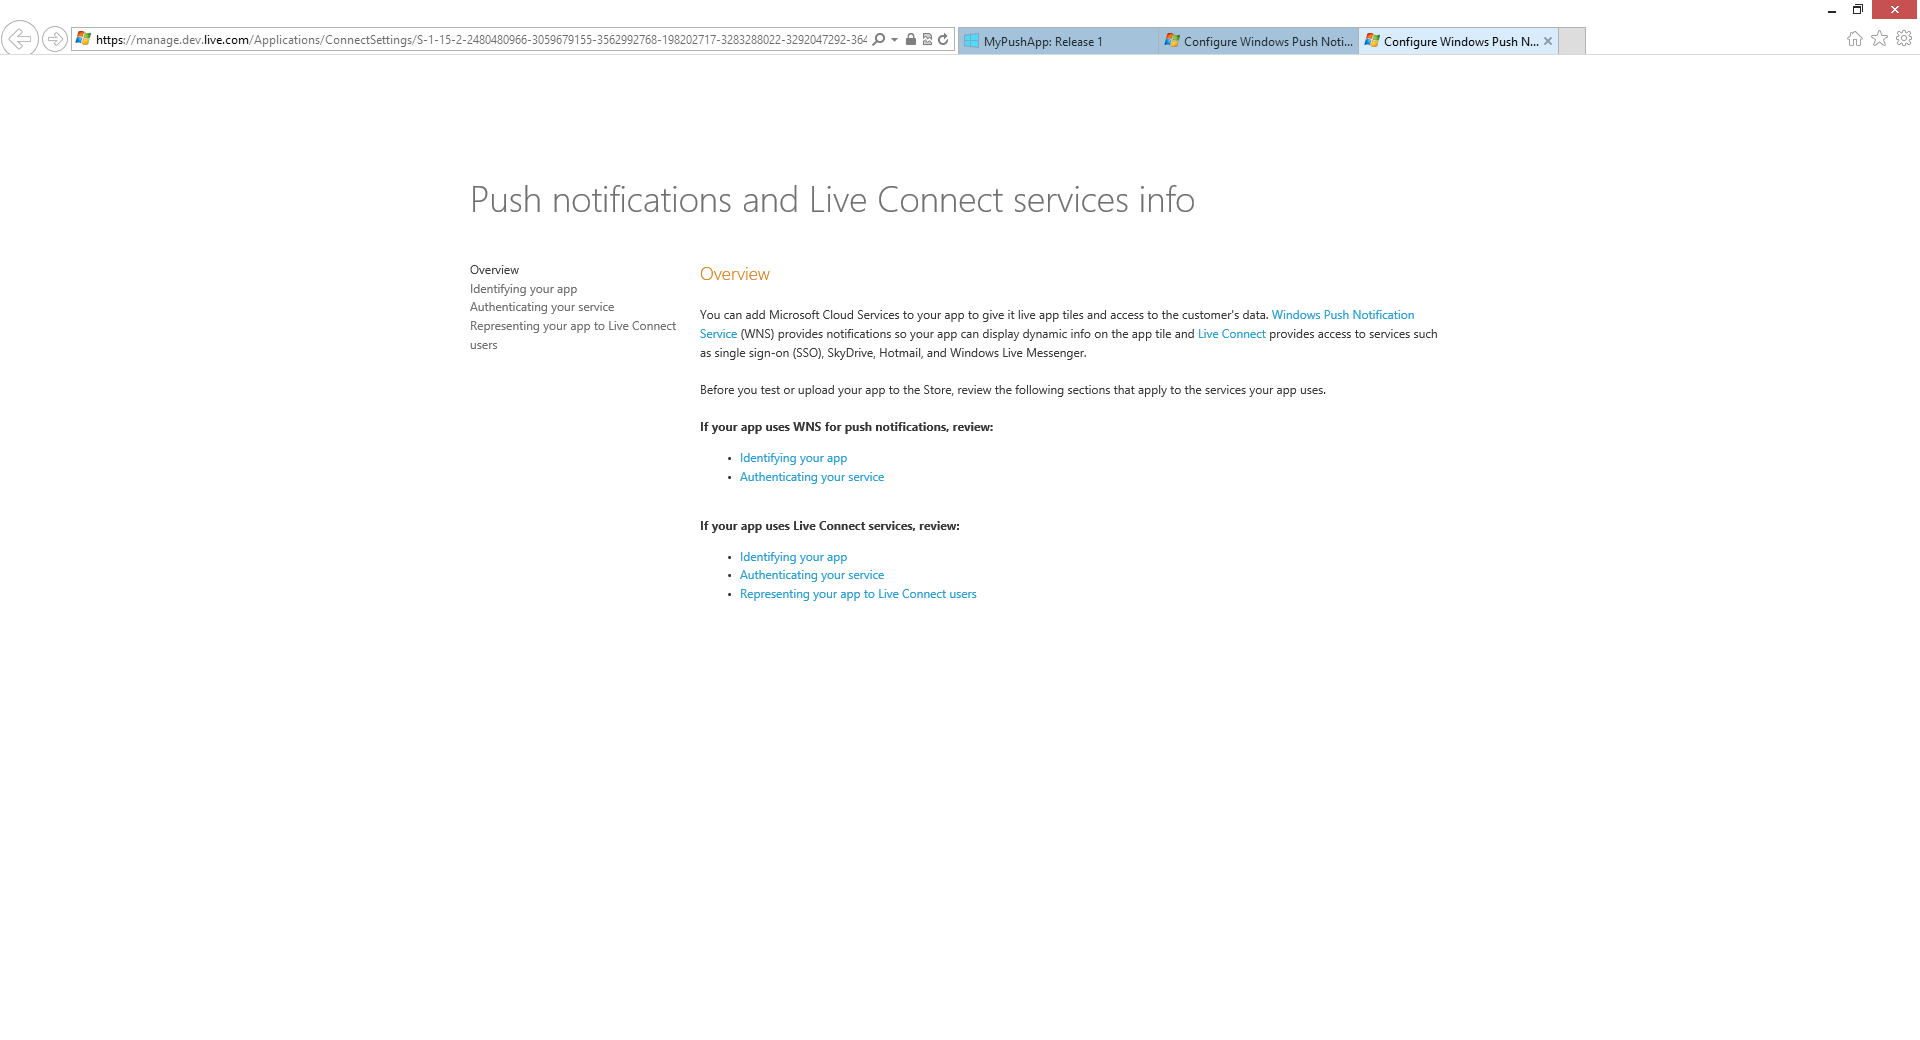 https://manage.dev.live.com/Applications/ConnectSettings/S-1-15-2-2480480966-3059679155-3562992768-198202717-3283288022-3292047292-364
MyPushApp: Release 1
Configure Windows Push Noti...
Configure Windows Push N...
Push notifications and Live Connect services info
Overview
Identifying your app
Authenticating your service
Representing your app to Live Connect
users
Overview
You can add Microsoft Cloud Services to your app to give it live app tiles and access to the customer's data. Windows Push Notification
Service (WNS) provides notifications so your app can display dynamic info on the app tile and Live Connect provides access to services such
as single sign-on (SSO), SkyDrive, Hotmail, and Windows Live Messenger.
Before you test or upload your app to the Store, review the following sections that apply to the services your app uses.
If your app uses WNS for push notifications, review:
• Identifying your app
• Authenticating your service
If your app uses Live Connect services, review:
• Identifying your app
• Authenticating your service
• Representing your app to Live Connect users